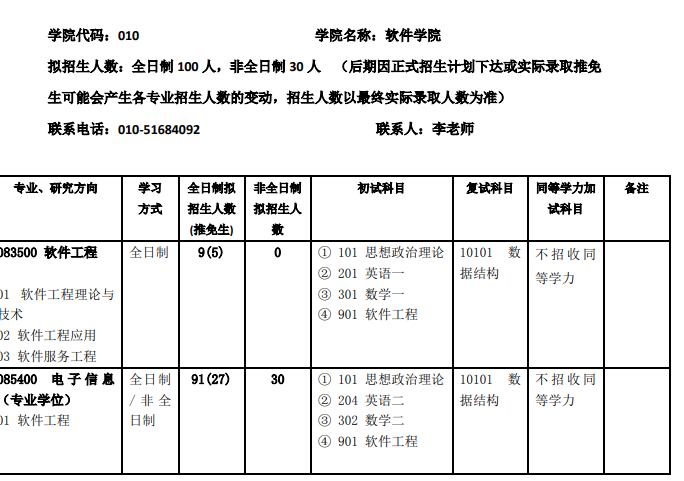 学院代码：010 学院名称：软件学院
拟招生人数：全日制 100 人，非全日制 30 人 （后期因正式招生计划下达或实际录取推免
生可能会产生各专业招生人数的变动，招生人数以最终实际录取人数为准）
联系电话：010-51684092 联系人：李老师
专业、研究方向
学习
方式
全日制拟
招生人数
(推免生)
非全日制
拟招生人
数
初试科目
复试科目
同等学力加
试科目
备注
083500 软件工程
01 软件工程理论与
技术
02 软件工程应用
03 软件服务工程
全日制
9(5)
0
① 101 思想政治理论
② 201 英语一
③ 301 数学一
④ 901 软件工程
10101 数
据结构
不招收同
等学力
085400 电子信息
（专业学位）
01 软件工程
全日制
/ 非全
日制
91(27)
30
① 101 思想政治理论
② 204 英语二
③ 302 数学二
④ 901 软件工程
10101 数
据结构
不招收同
等学力